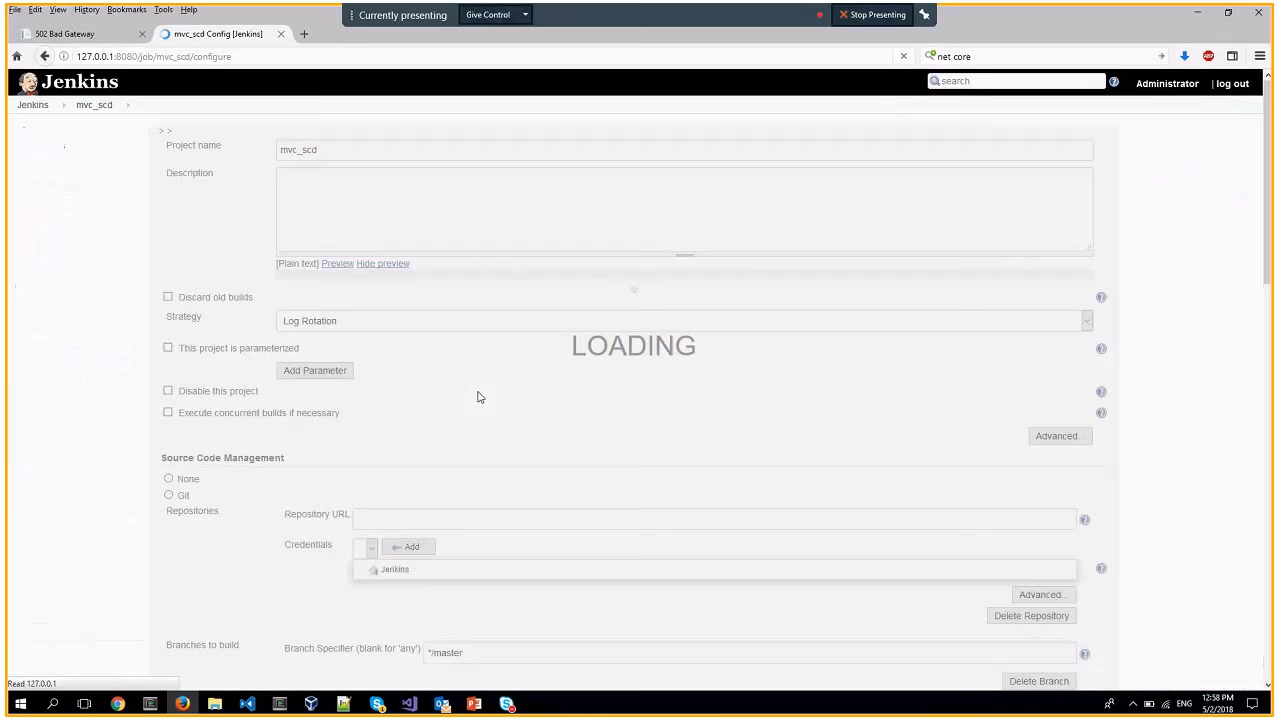 File Edit View History Bookmarks Tools Help
Currently presenting Give Control Stop Presenting
502 Bad Gateway mvc_scd Config [Jenkins]
127.0.0.1:8080/job/mvc_scd/configure net core
Jenkins search Administrator | log out
Jenkins mvc_scd
> >
Project name mvc_scd
Description
[Plain text] Preview Hide preview
Discard old builds
Strategy Log Rotation
This project is parameterized
LOADING
Add Parameter
Disable this project
Execute concurrent builds if necessary
Advanced...
Source Code Management
None
Git
Repositories Repository URL
Credentials Add
Jenkins
Advanced...
Delete Repository
Branches to build Branch Specifier (blank for 'any') */master
Delete Branch
Read 127.0.0.1
ENG 12:58 PM
5/2/2018